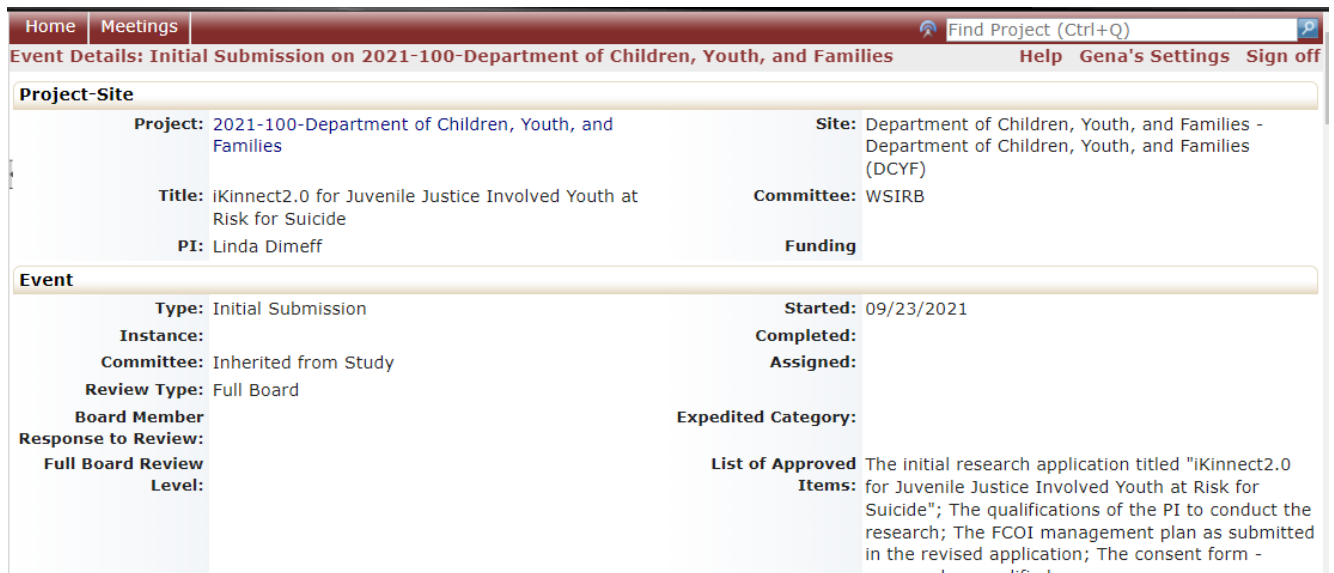 Home Meetings Find Project (Ctrl+Q)
Event Details: Initial Submission on 2021-100-Department of Children, Youth, and Families Help Gena's Settings Sign off
Project-Site
Project: 2021-100-Department of Children, Youth, and
Families
Site: Department of Children, Youth, and Families -
Department of Children, Youth, and Families
(DCYF)
Title: iKinnect2.0 for Juvenile Justice Involved Youth at
Risk for Suicide
Committee: WSIRB
PI: Linda Dimeff
Funding
Event
Type: Initial Submission
Started: 09/23/2021
Instance:
Completed:
Committee: Inherited from Study
Assigned:
Review Type: Full Board
Board Member
Response to Review:
Expedited Category:
Full Board Review
Level:
List of Approved
Items:
The initial research application titled "iKinnect2.0
for Juvenile Justice Involved Youth at Risk for
Suicide"; The qualifications of the PI to conduct the
research; The FCOI management plan as submitted
in the revised application; The consent form -